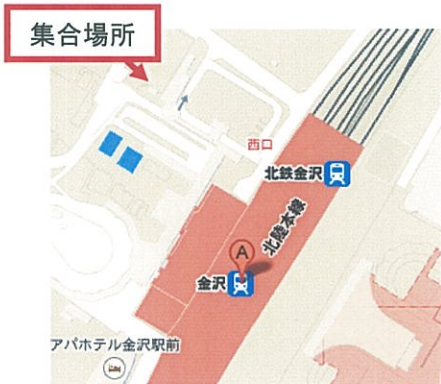 集合場所
西口
北鉄金沢
北陸本線
A
金沢
アパホテル金沢駅前